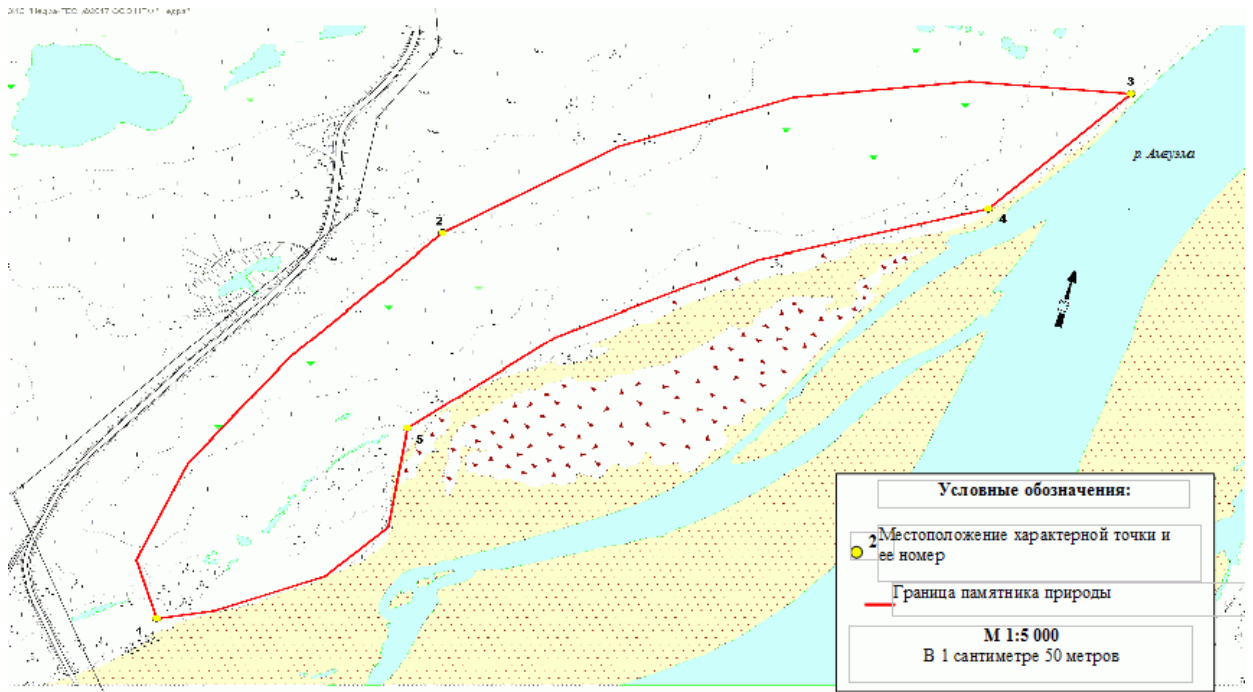 3
р. Амгуэма
2
4
5
1
Условные обозначения:
2 Местоположение характерной точки и
ее номер
Граница памятника природы
М 1:5 000
В 1 сантиметре 50 метров